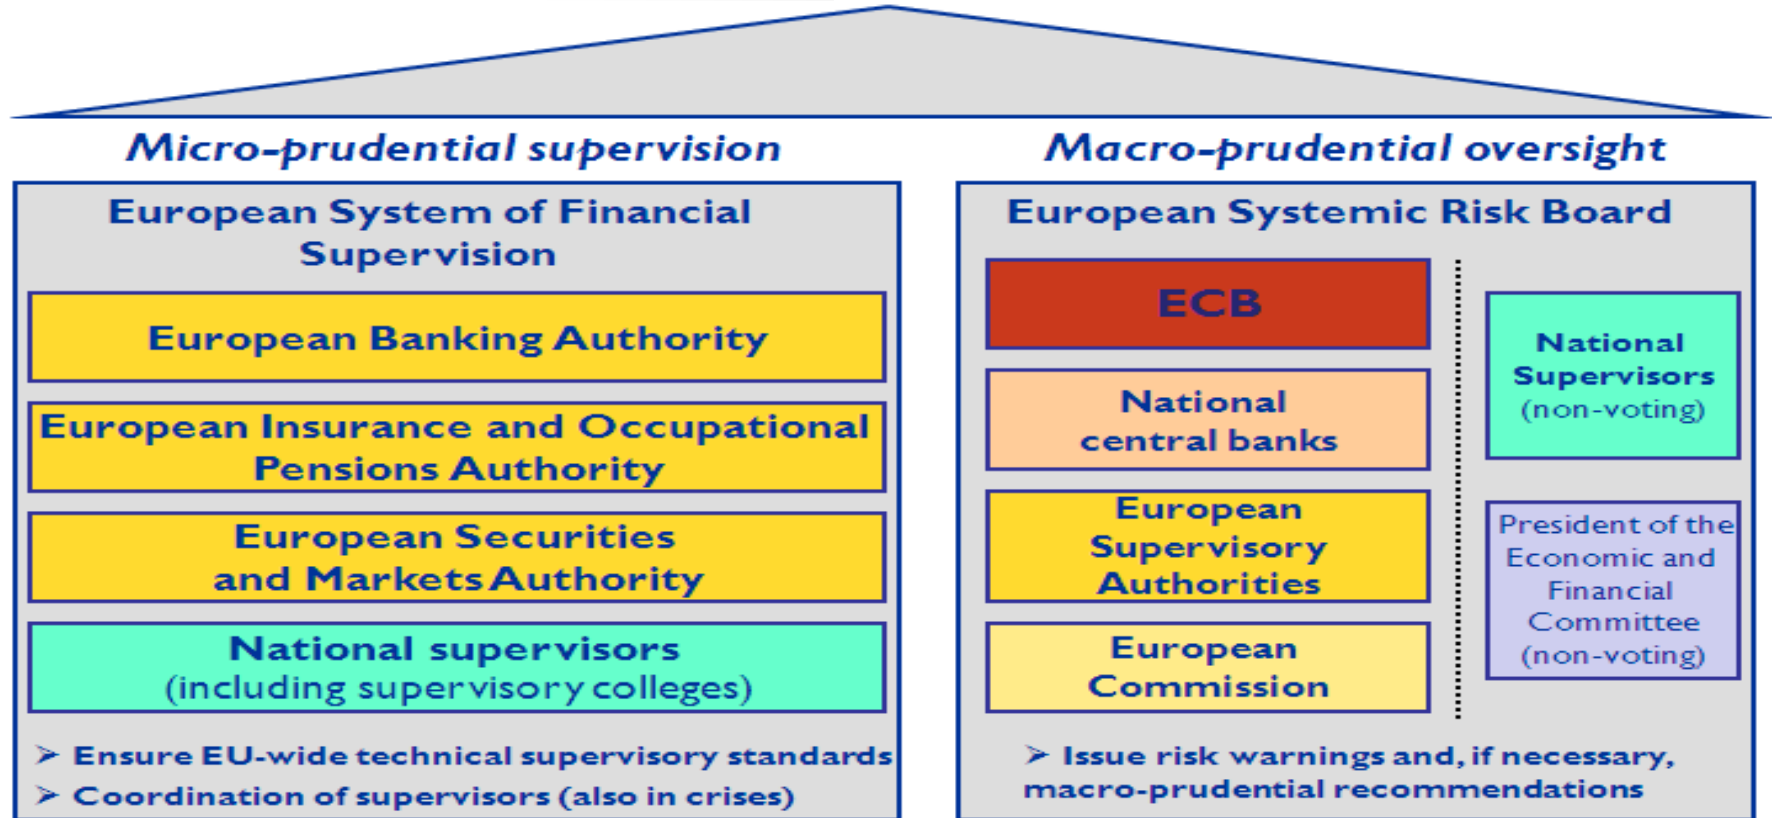 Micro-prudential supervision
European System of Financial
Supervision
European Banking Authority
European Insurance and Occupational
Pensions Authority
European Securities
and Markets Authority
National supervisors
(including supervisory colleges)
➢ Ensure EU-wide technical supervisory standards
➢ Coordination of supervisors (also in crises)
Macro-prudential oversight
European Systemic Risk Board
ECB
National
central banks
European
Supervisory
Authorities
European
Commission
National
Supervisors
(non-voting)
President of the
Economic and
Financial
Committee
(non-voting)
➢ Issue risk warnings and, if necessary,
macro-prudential recommendations